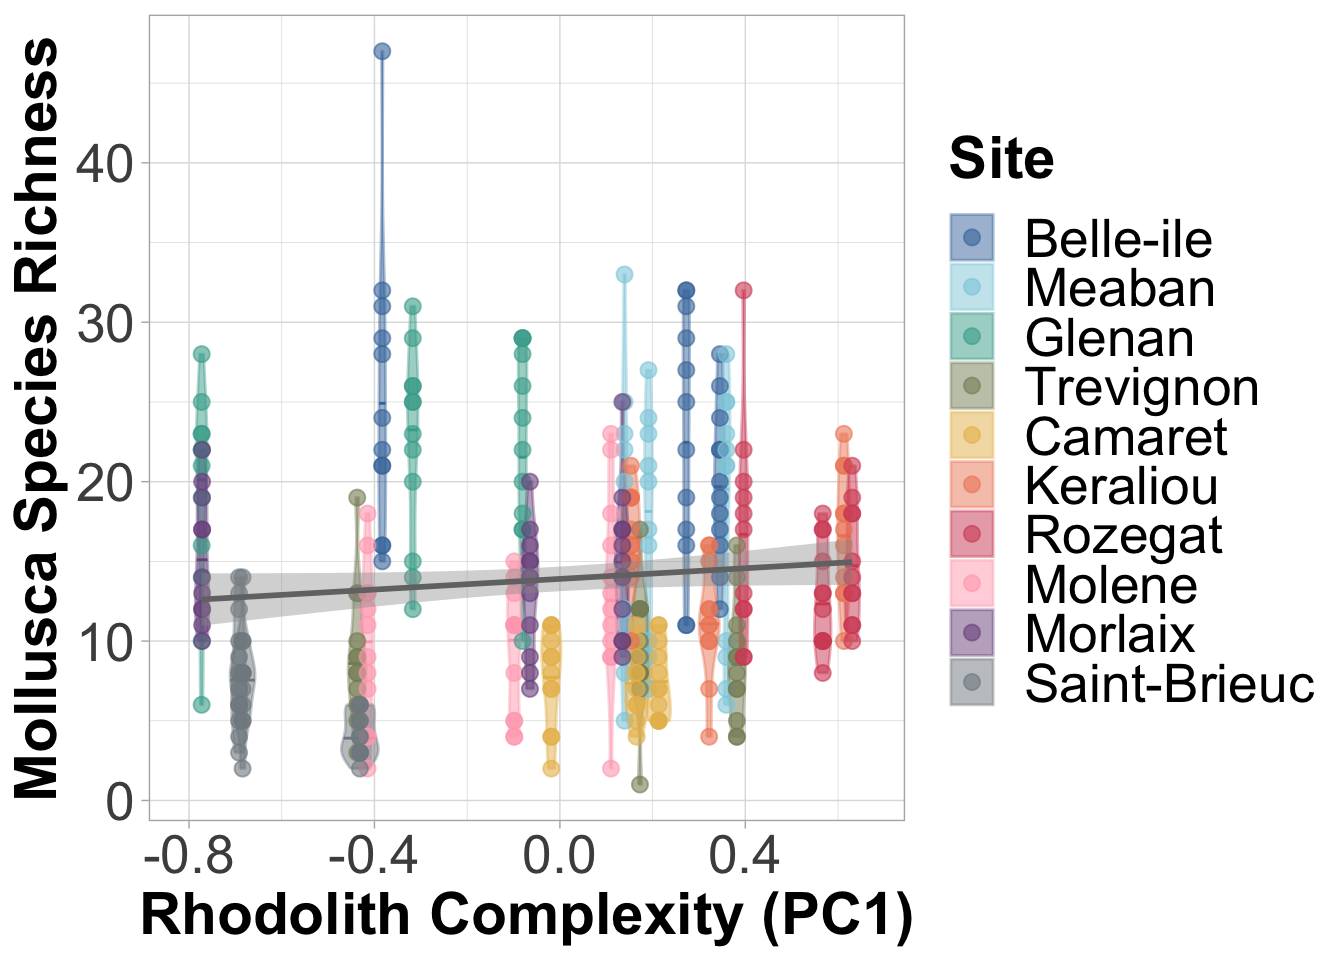 Mollusca Species Richness
40
30
20
10
0
-0.8
-0.4
0.0
0.4
Rhodolith Complexity (PC1)
Site
Belle-ile
Meaban
Glenan
Trevignon
Camaret
Keraliou
Rozegat
Molene
Morlaix
Saint-Brieuc